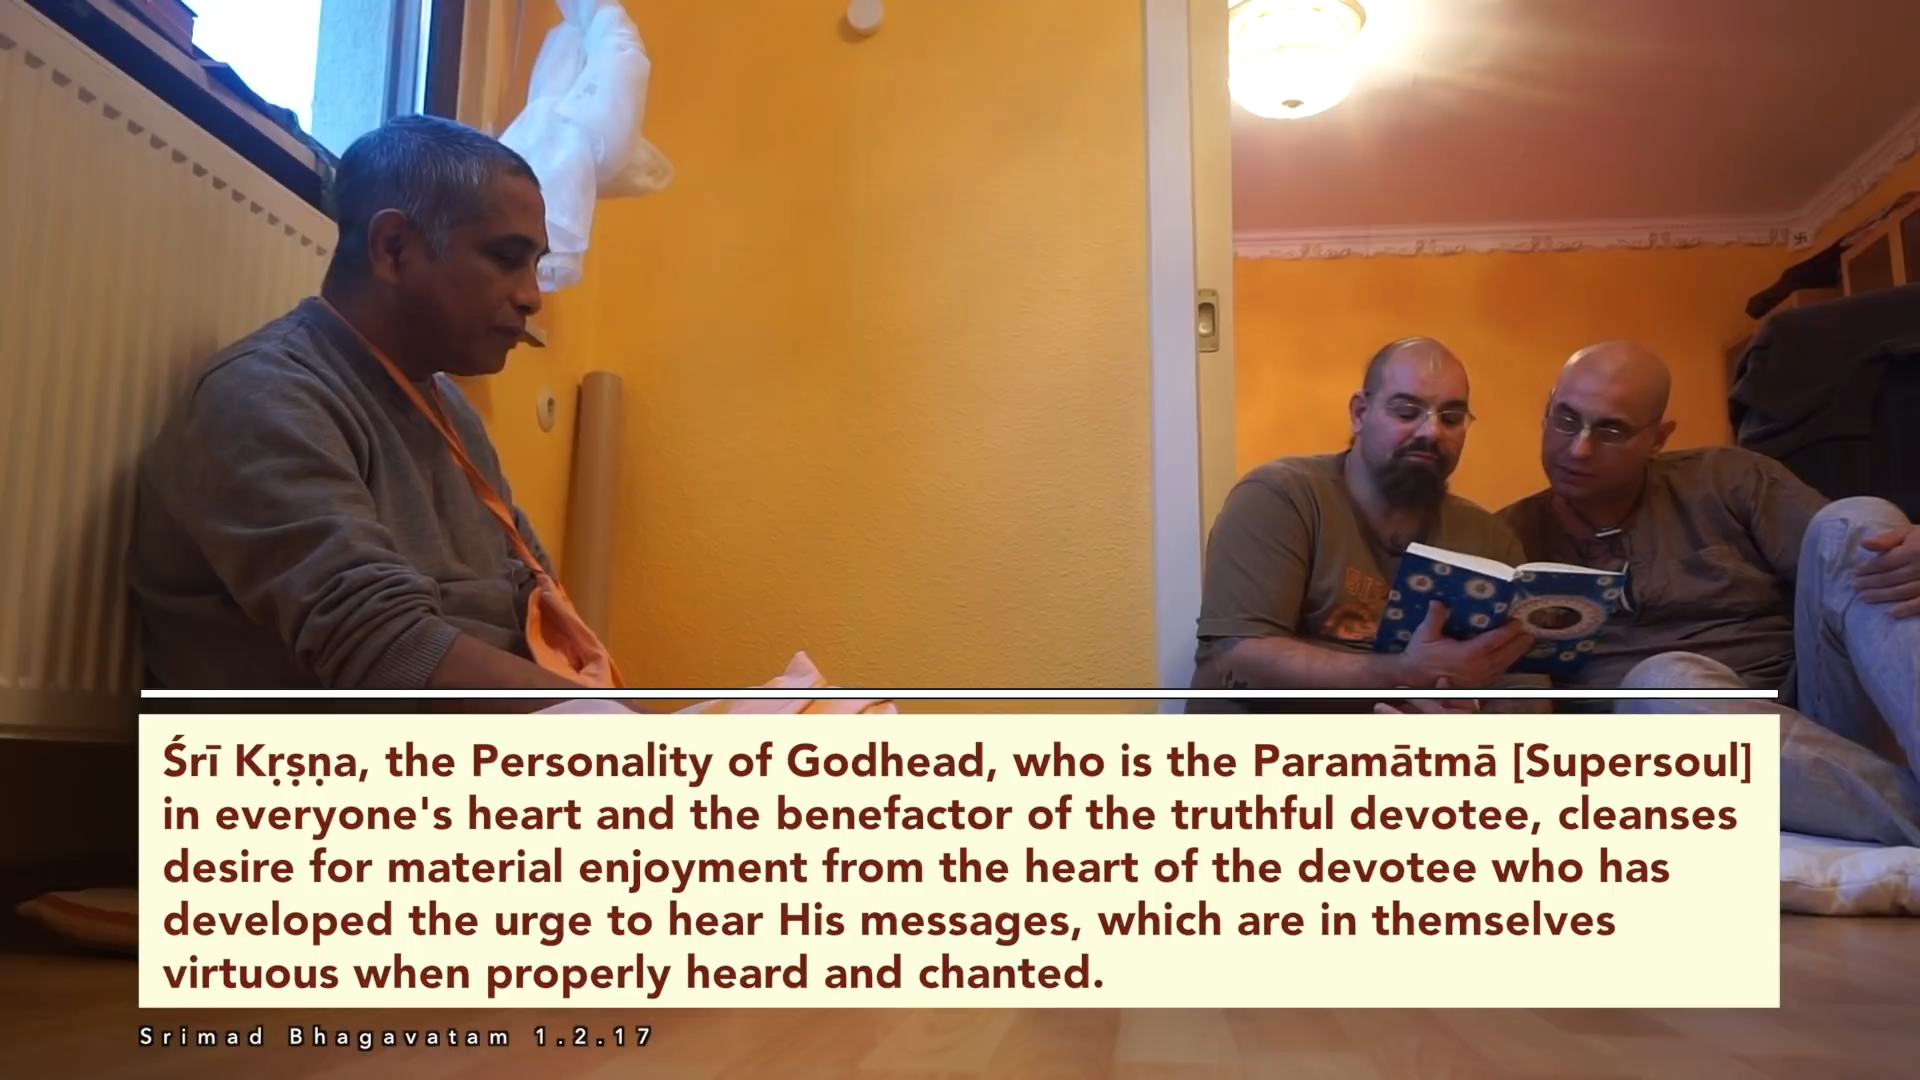 Śrī Kṛṣṇa, the Personality of Godhead, who is the Paramātmā [Supersoul]
in everyone's heart and the benefactor of the truthful devotee, cleanses
desire for material enjoyment from the heart of the devotee who has
developed the urge to hear His messages, which are in themselves
virtuous when properly heard and chanted.
Srimad Bhagavatam 1.2.17